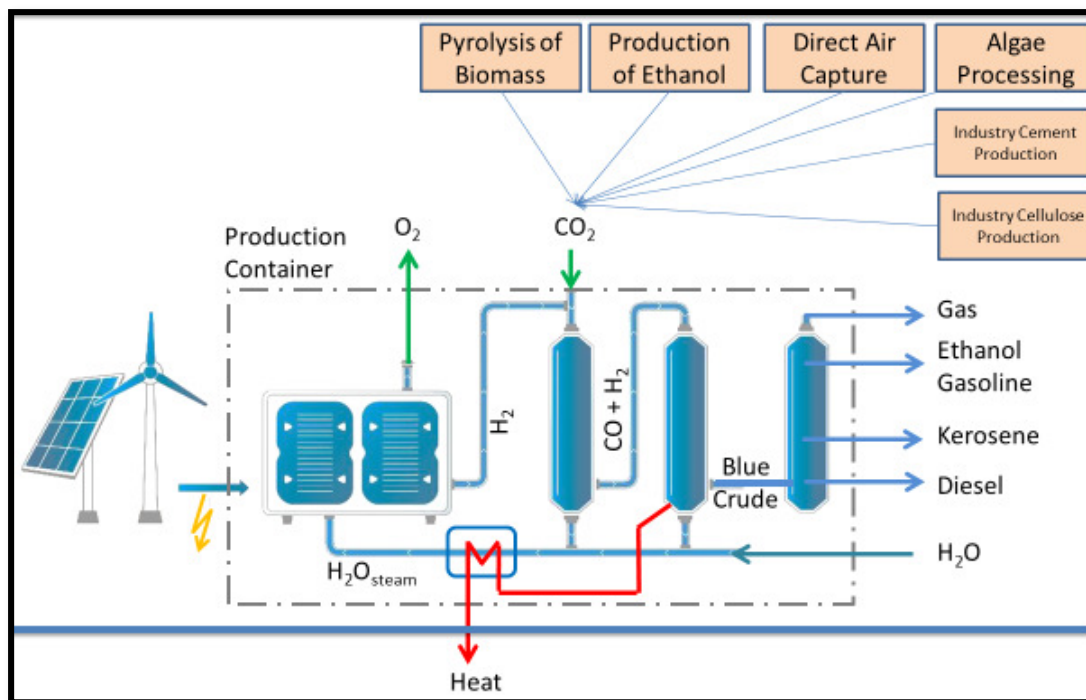 Pyrolysis of
Biomass
Production
of Ethanol
Direct Air
Capture
Algae
Processing
Industry Cement
Production
Industry Cellulose
Production
Production
Container
O₂
CO₂
Gas
Ethanol
Gasoline
Kerosene
Diesel
H₂
CO + H₂
Blue
Crude
H₂O
H₂Osteam
Heat